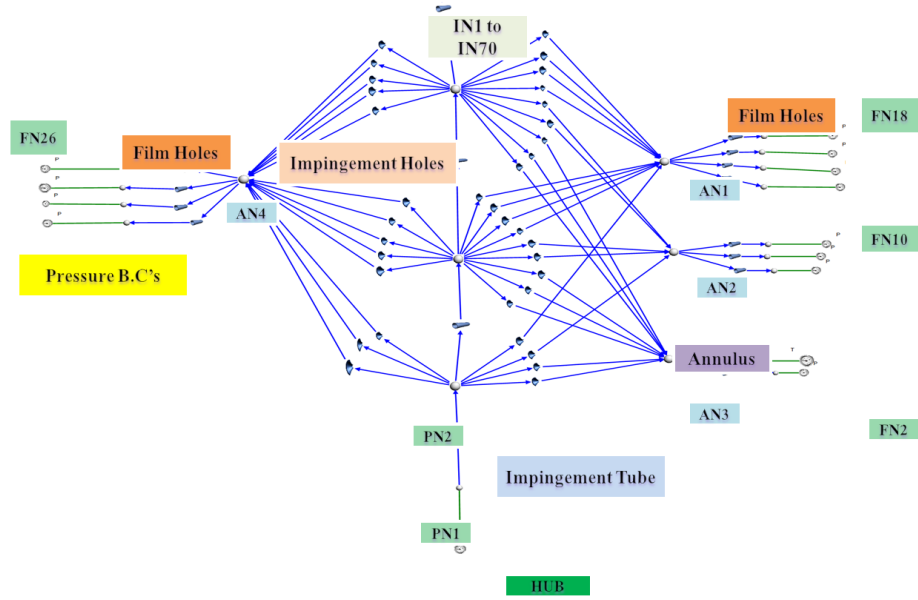 IN1 to
IN70
FN26
Film Holes
Impingement Holes
Film Holes
FN18
P
P
P
P
P
P
P
P
AN4
AN1
Pressure B.C's
FN10
P
P
P
AN2
Annulus
T
P
AN3
FN2
PN2
Impingement Tube
PN1
HUB